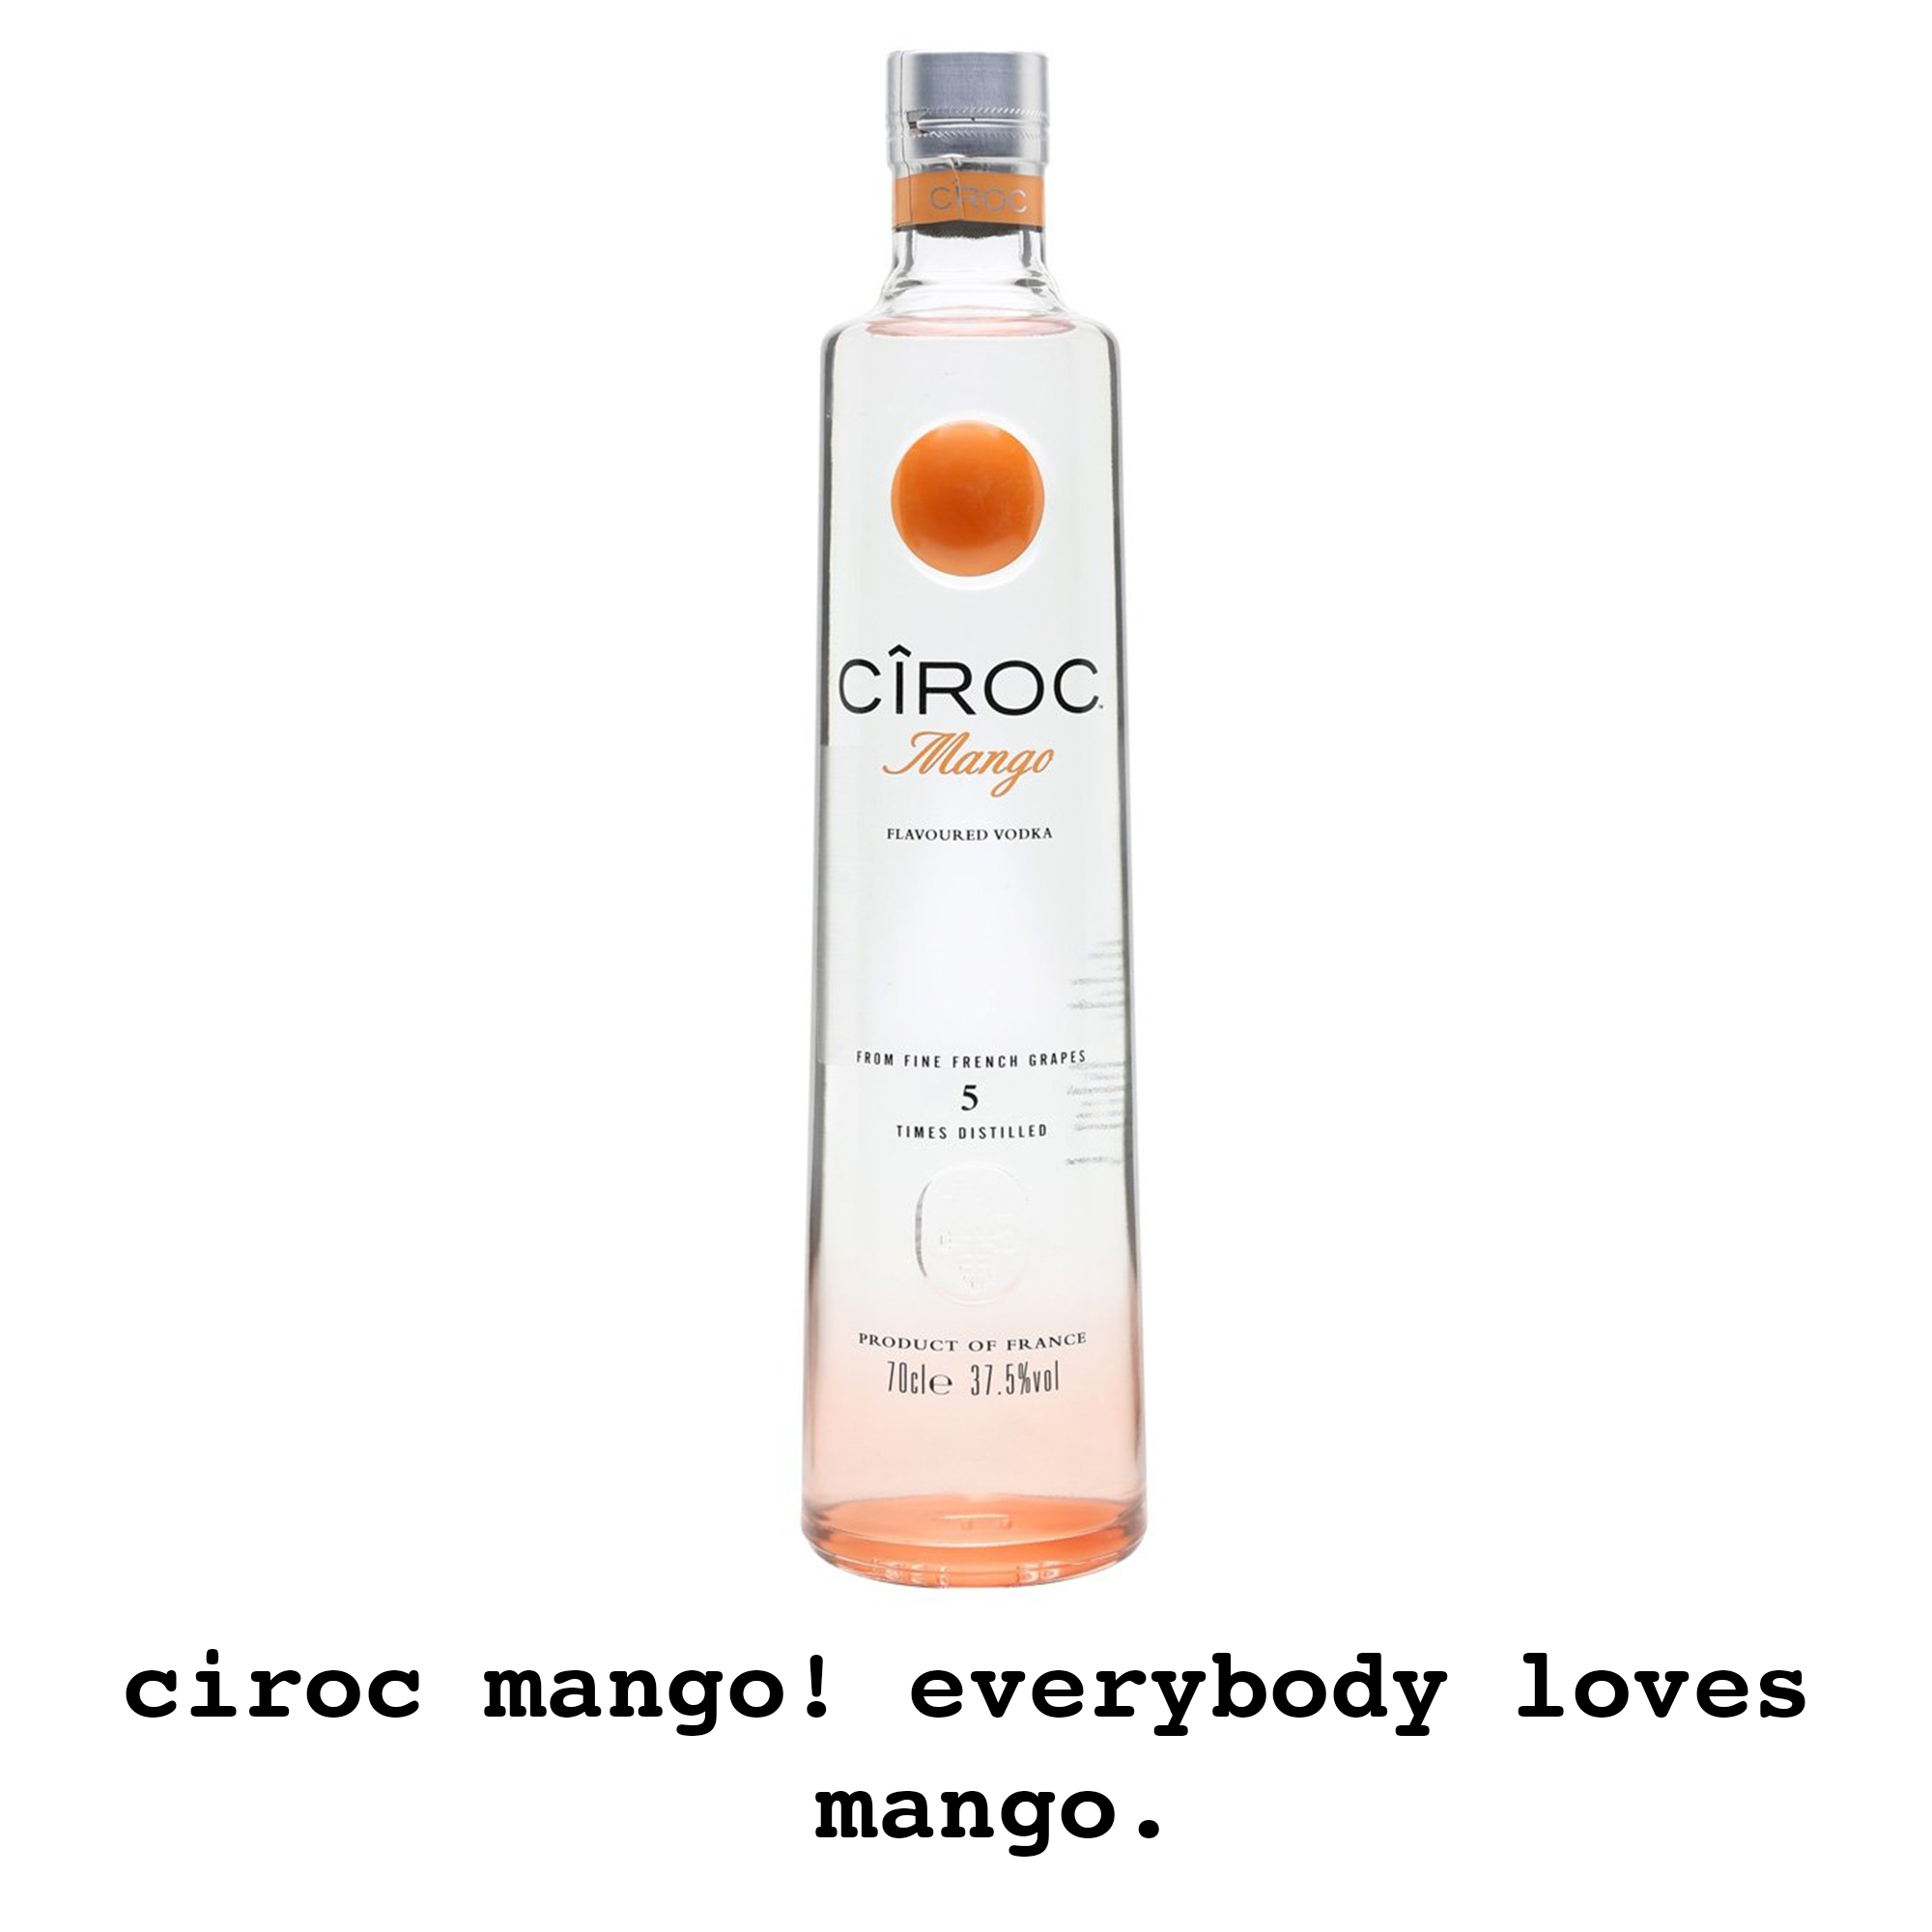 CÎROC
CÎROC
Mango
FLAVOURED VODKA
FROM FINE FRENCH GRAPES
5
TIMES DISTILLED
PRODUCT OF FRANCE
70cl℮ 37.5%vol
ciroc mango! everybody loves
mango.